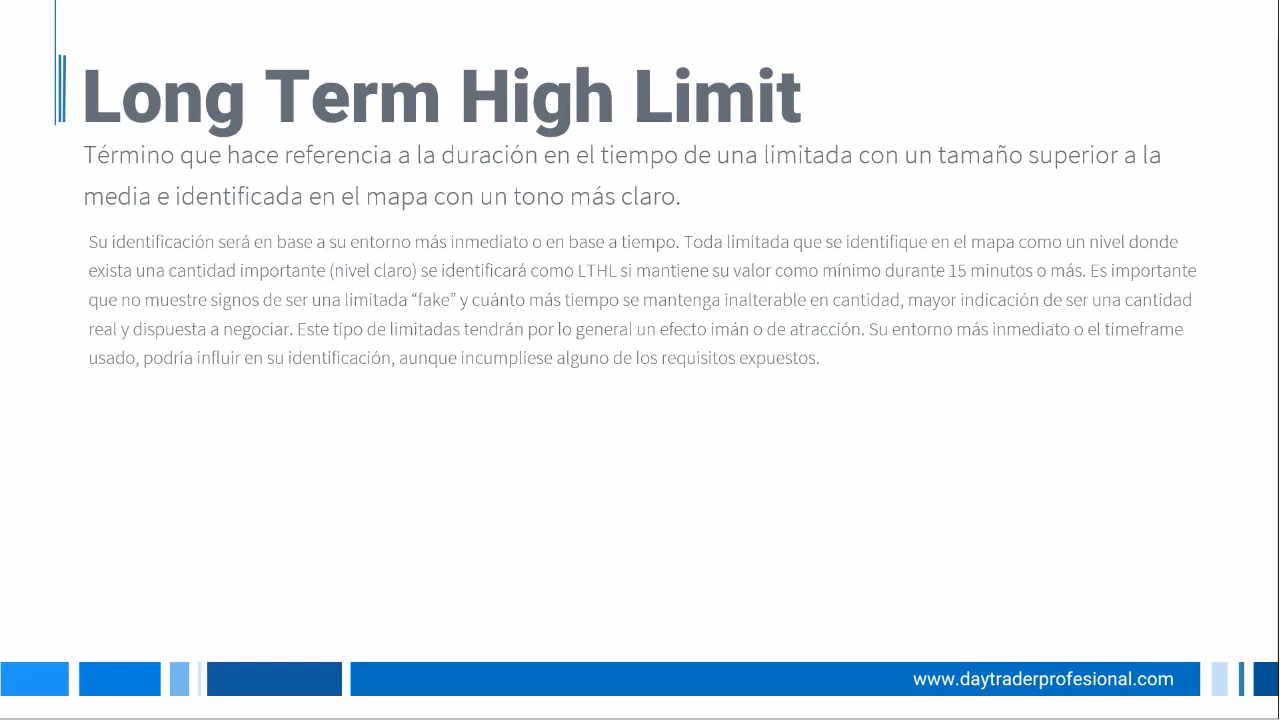 Long Term High Limit
Término que hace referencia a la duración en el tiempo de una limitada con un tamaño superior a la
media e identificada en el mapa con un tono más claro.
Su identificación será en base a su entorno más inmediato o en base a tiempo. Toda limitada que se identifique en el mapa como un nivel donde
exista una cantidad importante (nivel claro) se identificará como LTHL si mantiene su valor como mínimo durante 15 minutos o más. Es importante
que no muestre signos de ser una limitada “fake” y cuánto más tiempo se mantenga inalterable en cantidad, mayor indicación de ser una cantidad
real y dispuesta a negociar. Este tipo de limitadas tendrán por lo general un efecto imán o de atracción. Su entorno más inmediato o el timeframe
usado, podría influir en su identificación, aunque incumpliese alguno de los requisitos expuestos.
www.daytraderprofesional.com